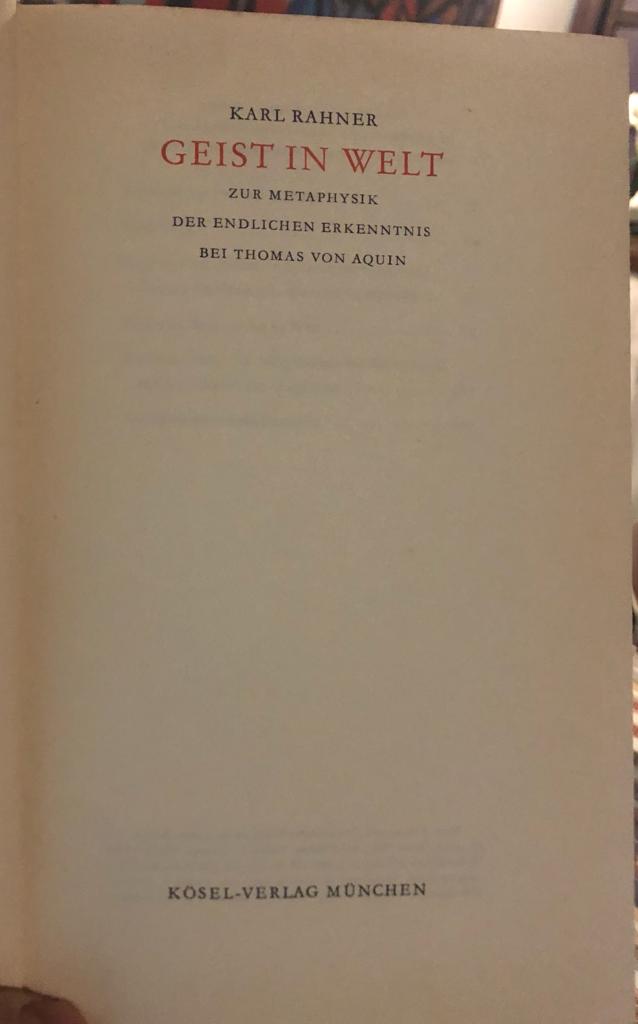 KARL RAHNER
GEIST IN WELT
ZUR METAPHYSIK
DER ENDLICHEN ERKENNTNIS
BEI THOMAS VON AQUIN
KÖSEL-VERLAG MÜNCHEN